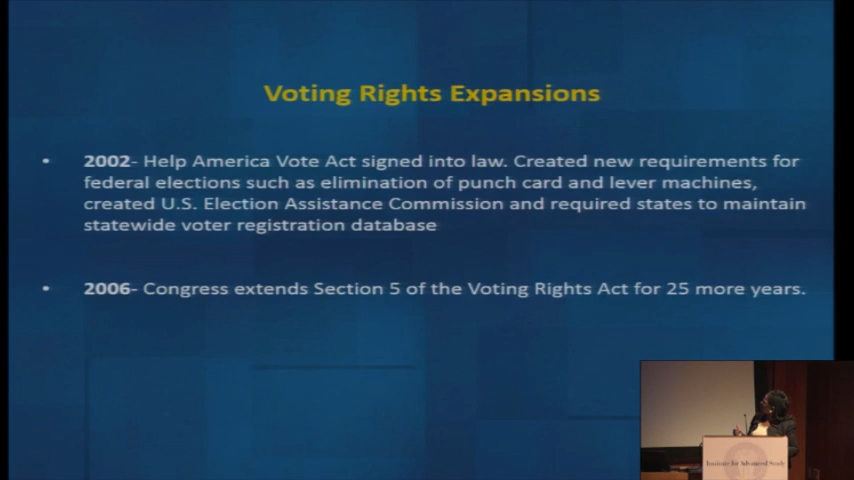 Voting Rights Expansions
• 2002- Help America Vote Act signed into law. Created new requirements for
federal elections such as elimination of punch card and lever machines,
created U.S. Election Assistance Commission and required states to maintain
statewide voter registration database
• 2006- Congress extends Section 5 of the Voting Rights Act for 25 more years.
Institute for Advanced Study